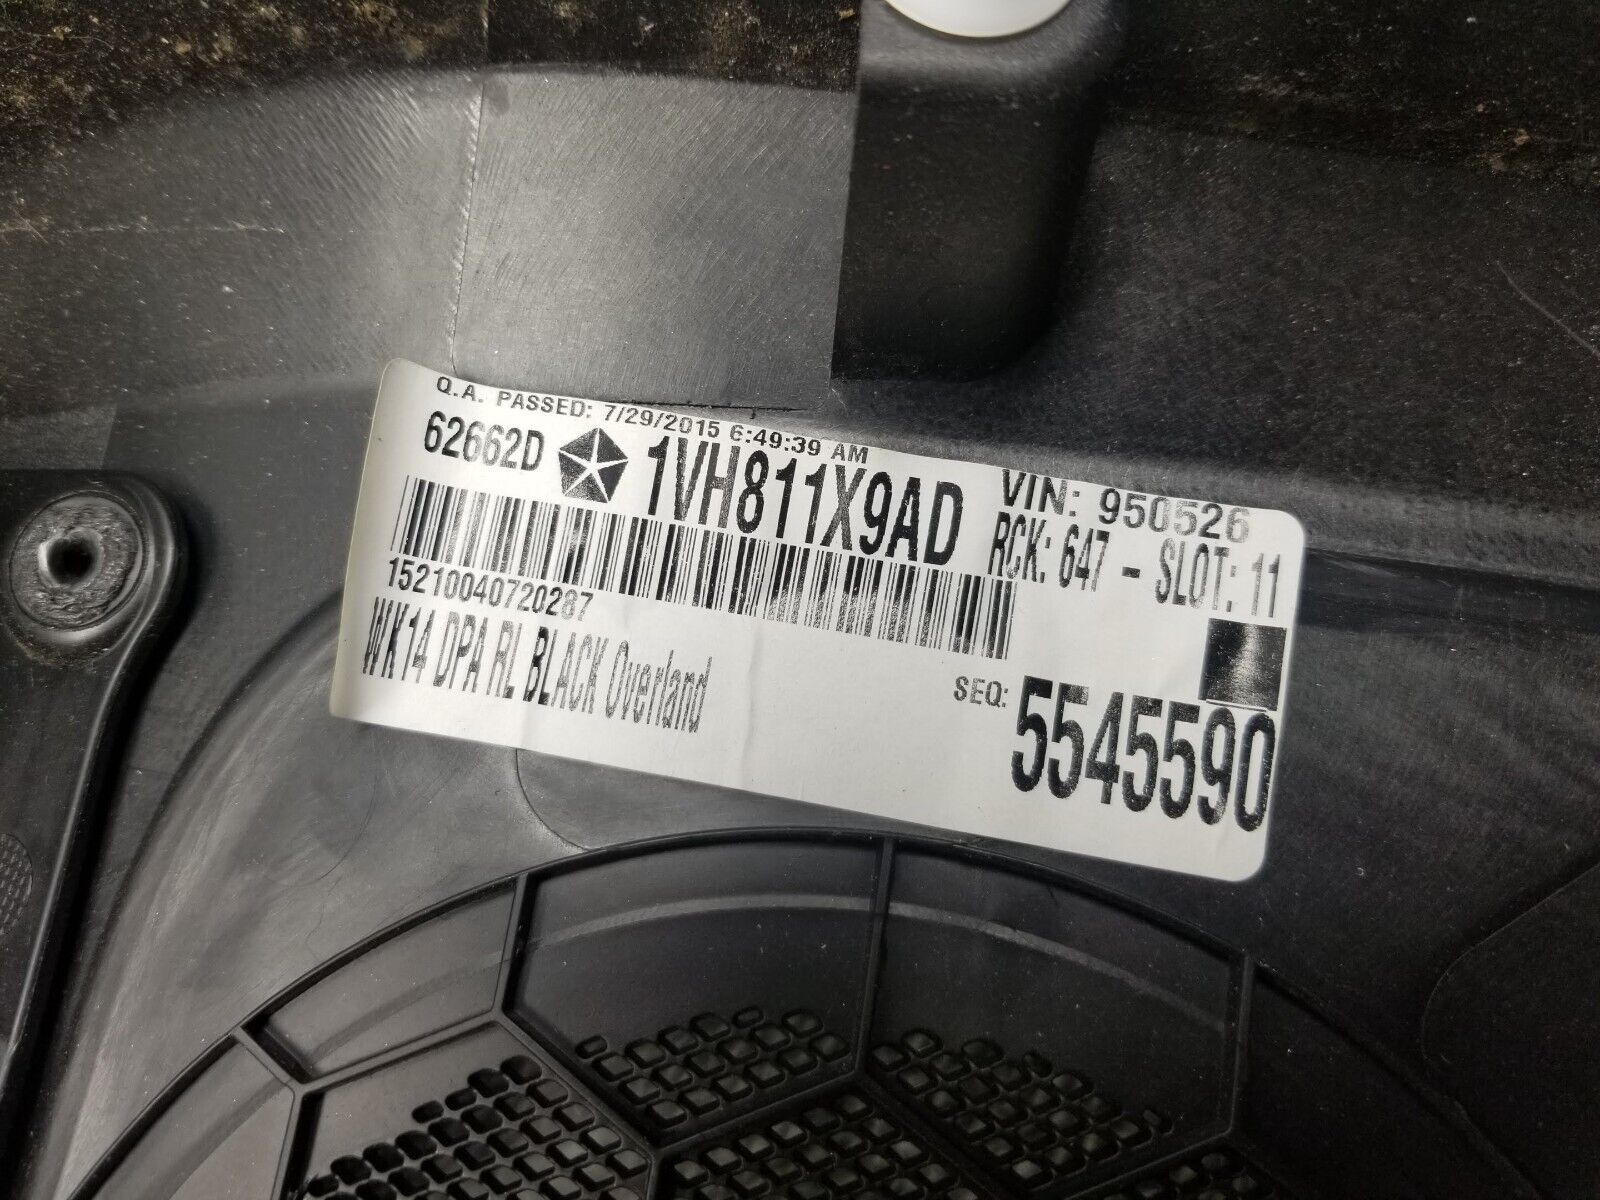 Q.A. PASSED: 7/29/2015 6:49:39 AM
62662D 1VH811X9AD
VIN: 950526
RCK: 647 - SLOT: 11
15210040720287
WK14 DPA RL BLACK Overland
SEQ: 5545590